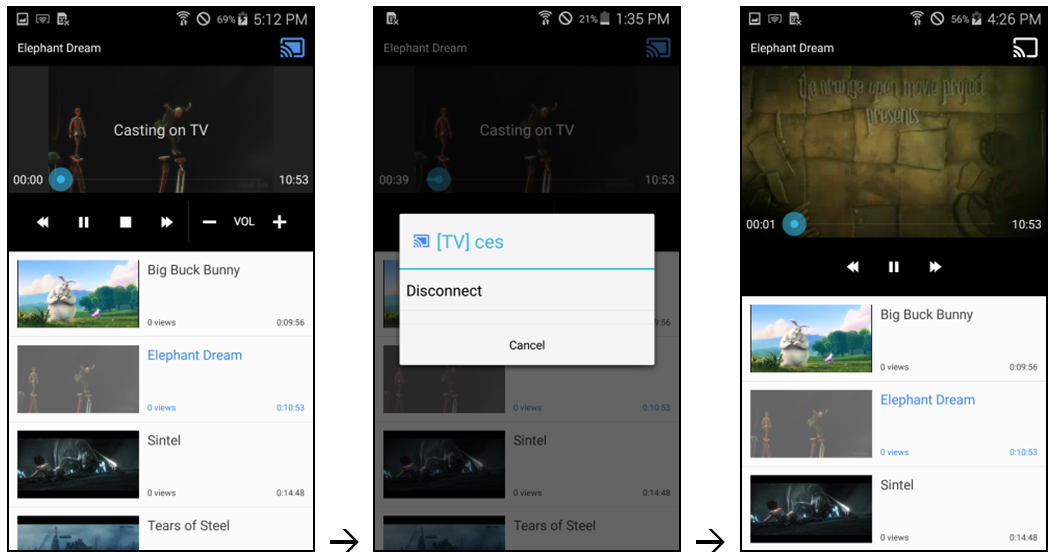 69% 5:12 PM
Elephant Dream
Casting on TV
00:00 10:53
VOL
Big Buck Bunny
0 views 0:09:56
Elephant Dream
0 views 0:10:53
Sintel
0 views 0:14:48
Tears of Steel
21% 1:35 PM
Elephant Dream
Casting on TV
00:39 10:53
[TV] ces
Disconnect
Cancel
9:56
0 views 0:10:53
Sintel
0 views 0:14:48
Tears of Steel
56% 4:26 PM
Elephant Dream
the orange open movie project
presents
00:01 10:53
Big Buck Bunny
0 views 0:09:56
Elephant Dream
0 views 0:10:53
Sintel
0 views 0:14:48